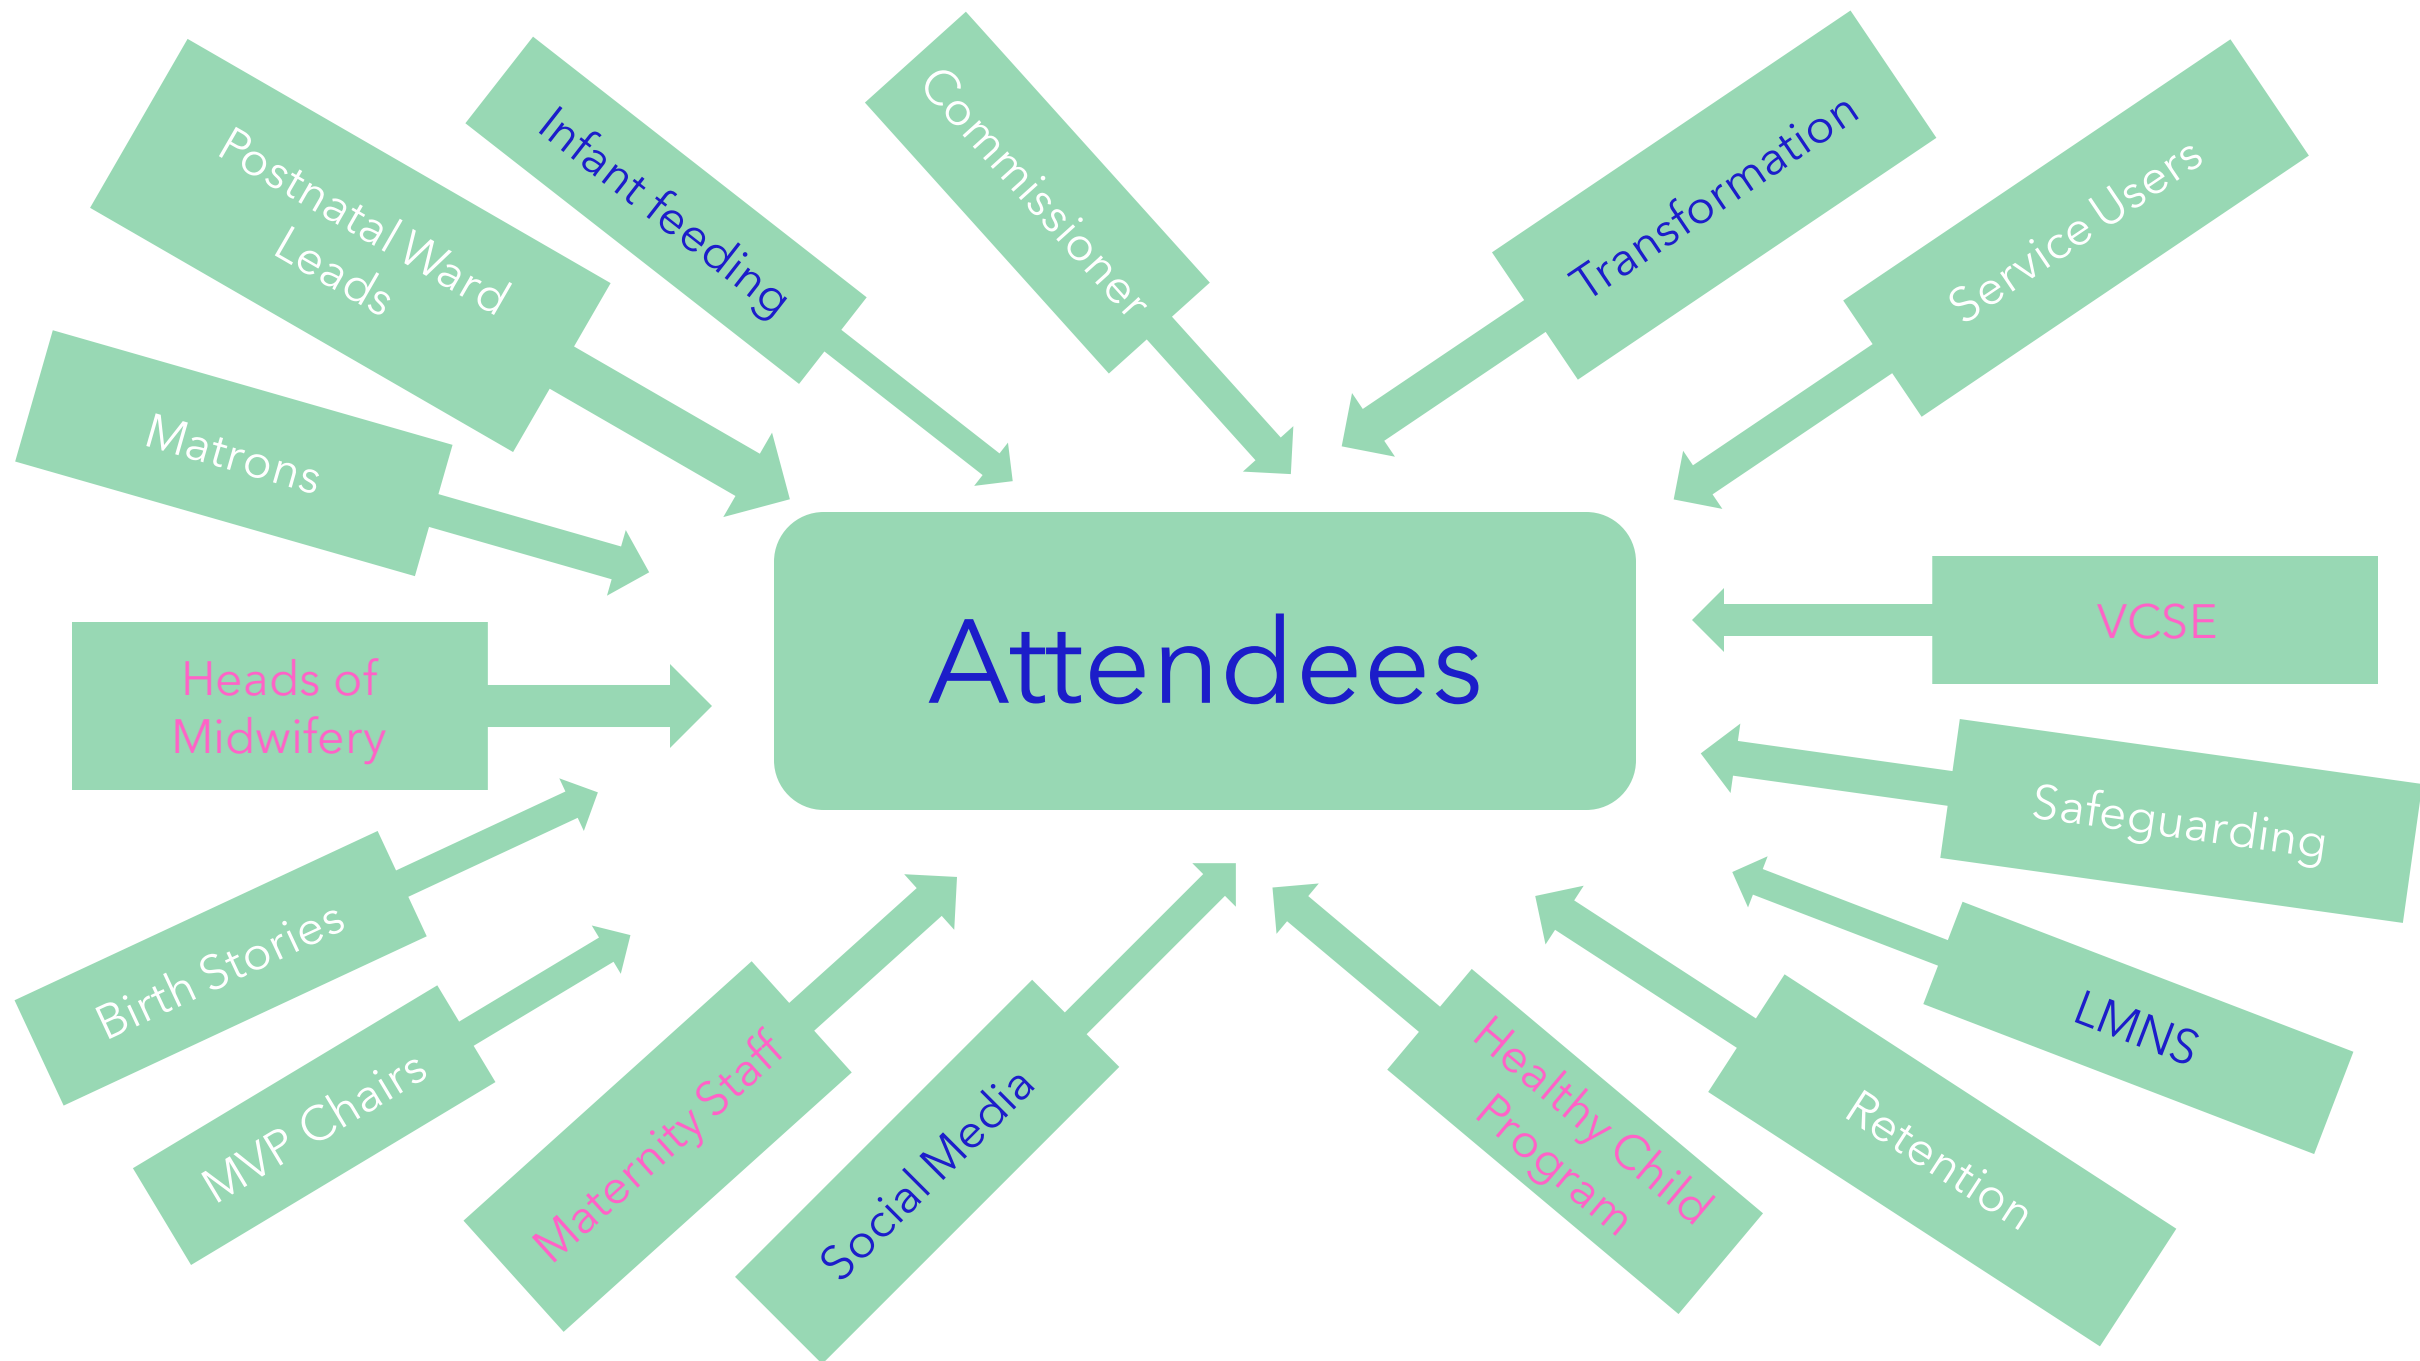 Postnatal Ward
Leads
Infant feeding
Commissioner
Transformation
Service Users
Matrons
Heads of
Midwifery
Attendees
VCSE
Safeguarding
LMNS
Birth Stories
MVP Chairs
Maternity Staff
Social Media
Healthy Child
Program
Retention